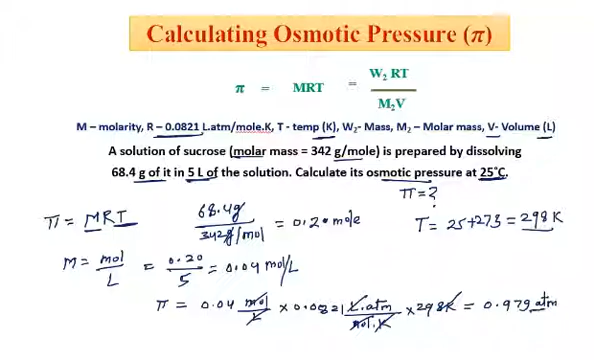 Calculating Osmotic Pressure (π)
π = MRT = W₂ RT / M₂V
M – molarity, R – 0.0821 L.atm/mole.K, T - temp (K), W₂- Mass, M₂ – Molar mass, V- Volume (L)
A solution of sucrose (molar mass = 342 g/mole) is prepared by dissolving
68.4 g of it in 5 L of the solution. Calculate its osmotic pressure at 25°C.
π = ?
π = MRT 68.4g / 342g/mol = 0.2 mole T = 25+273 = 298 K
M = mol / L = 0.20 / 5 = 0.04 mol/L
π = 0.04 mol / L × 0.0821 L.atm / mol.K × 298K = 0.979 atm